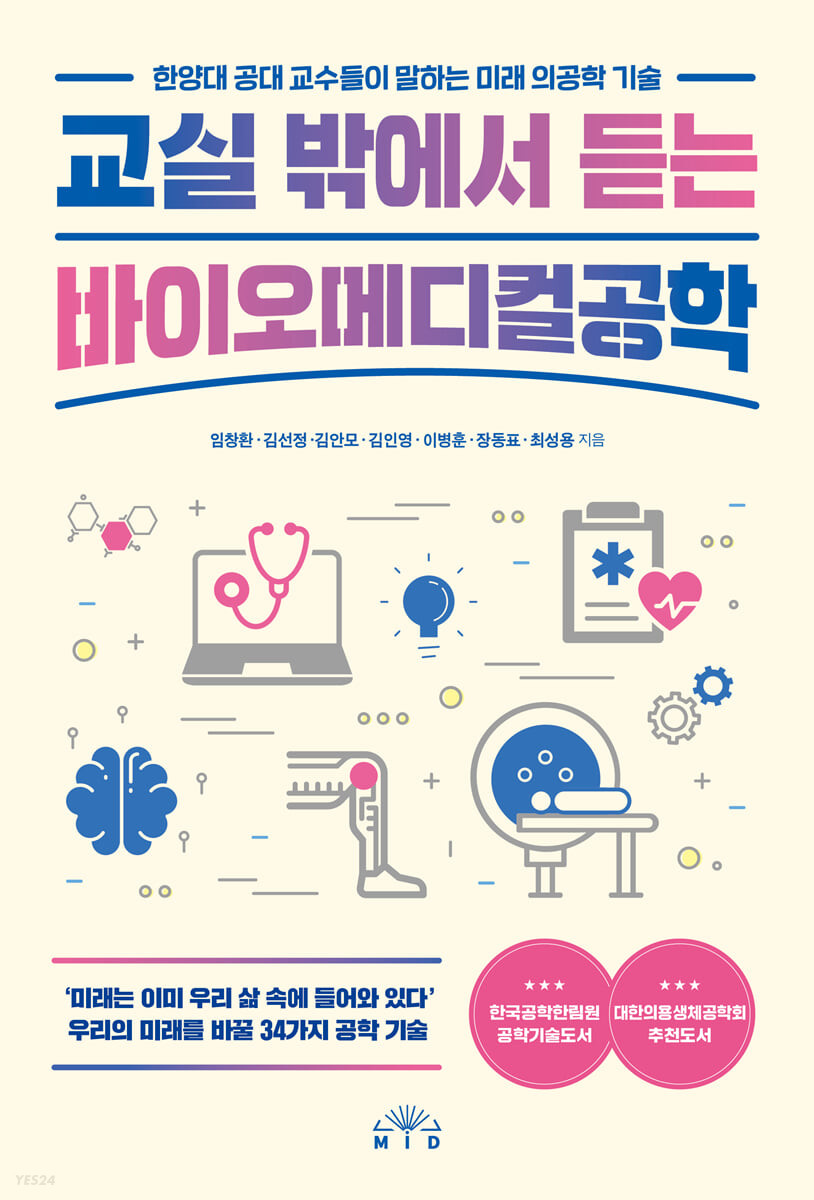 한양대 공대 교수들이 말하는 미래 의공학 기술
교실 밖에서 듣는
바이오메디컬공학
임창환·김선정·김안모·김인영·이병훈·장동표·최성용 지음
‘미래는 이미 우리 삶 속에 들어와 있다’
우리의 미래를 바꿀 34가지 공학 기술
한국공학한림원
공학기술도서
대한의용생체공학회
추천도서
MiD
YES24